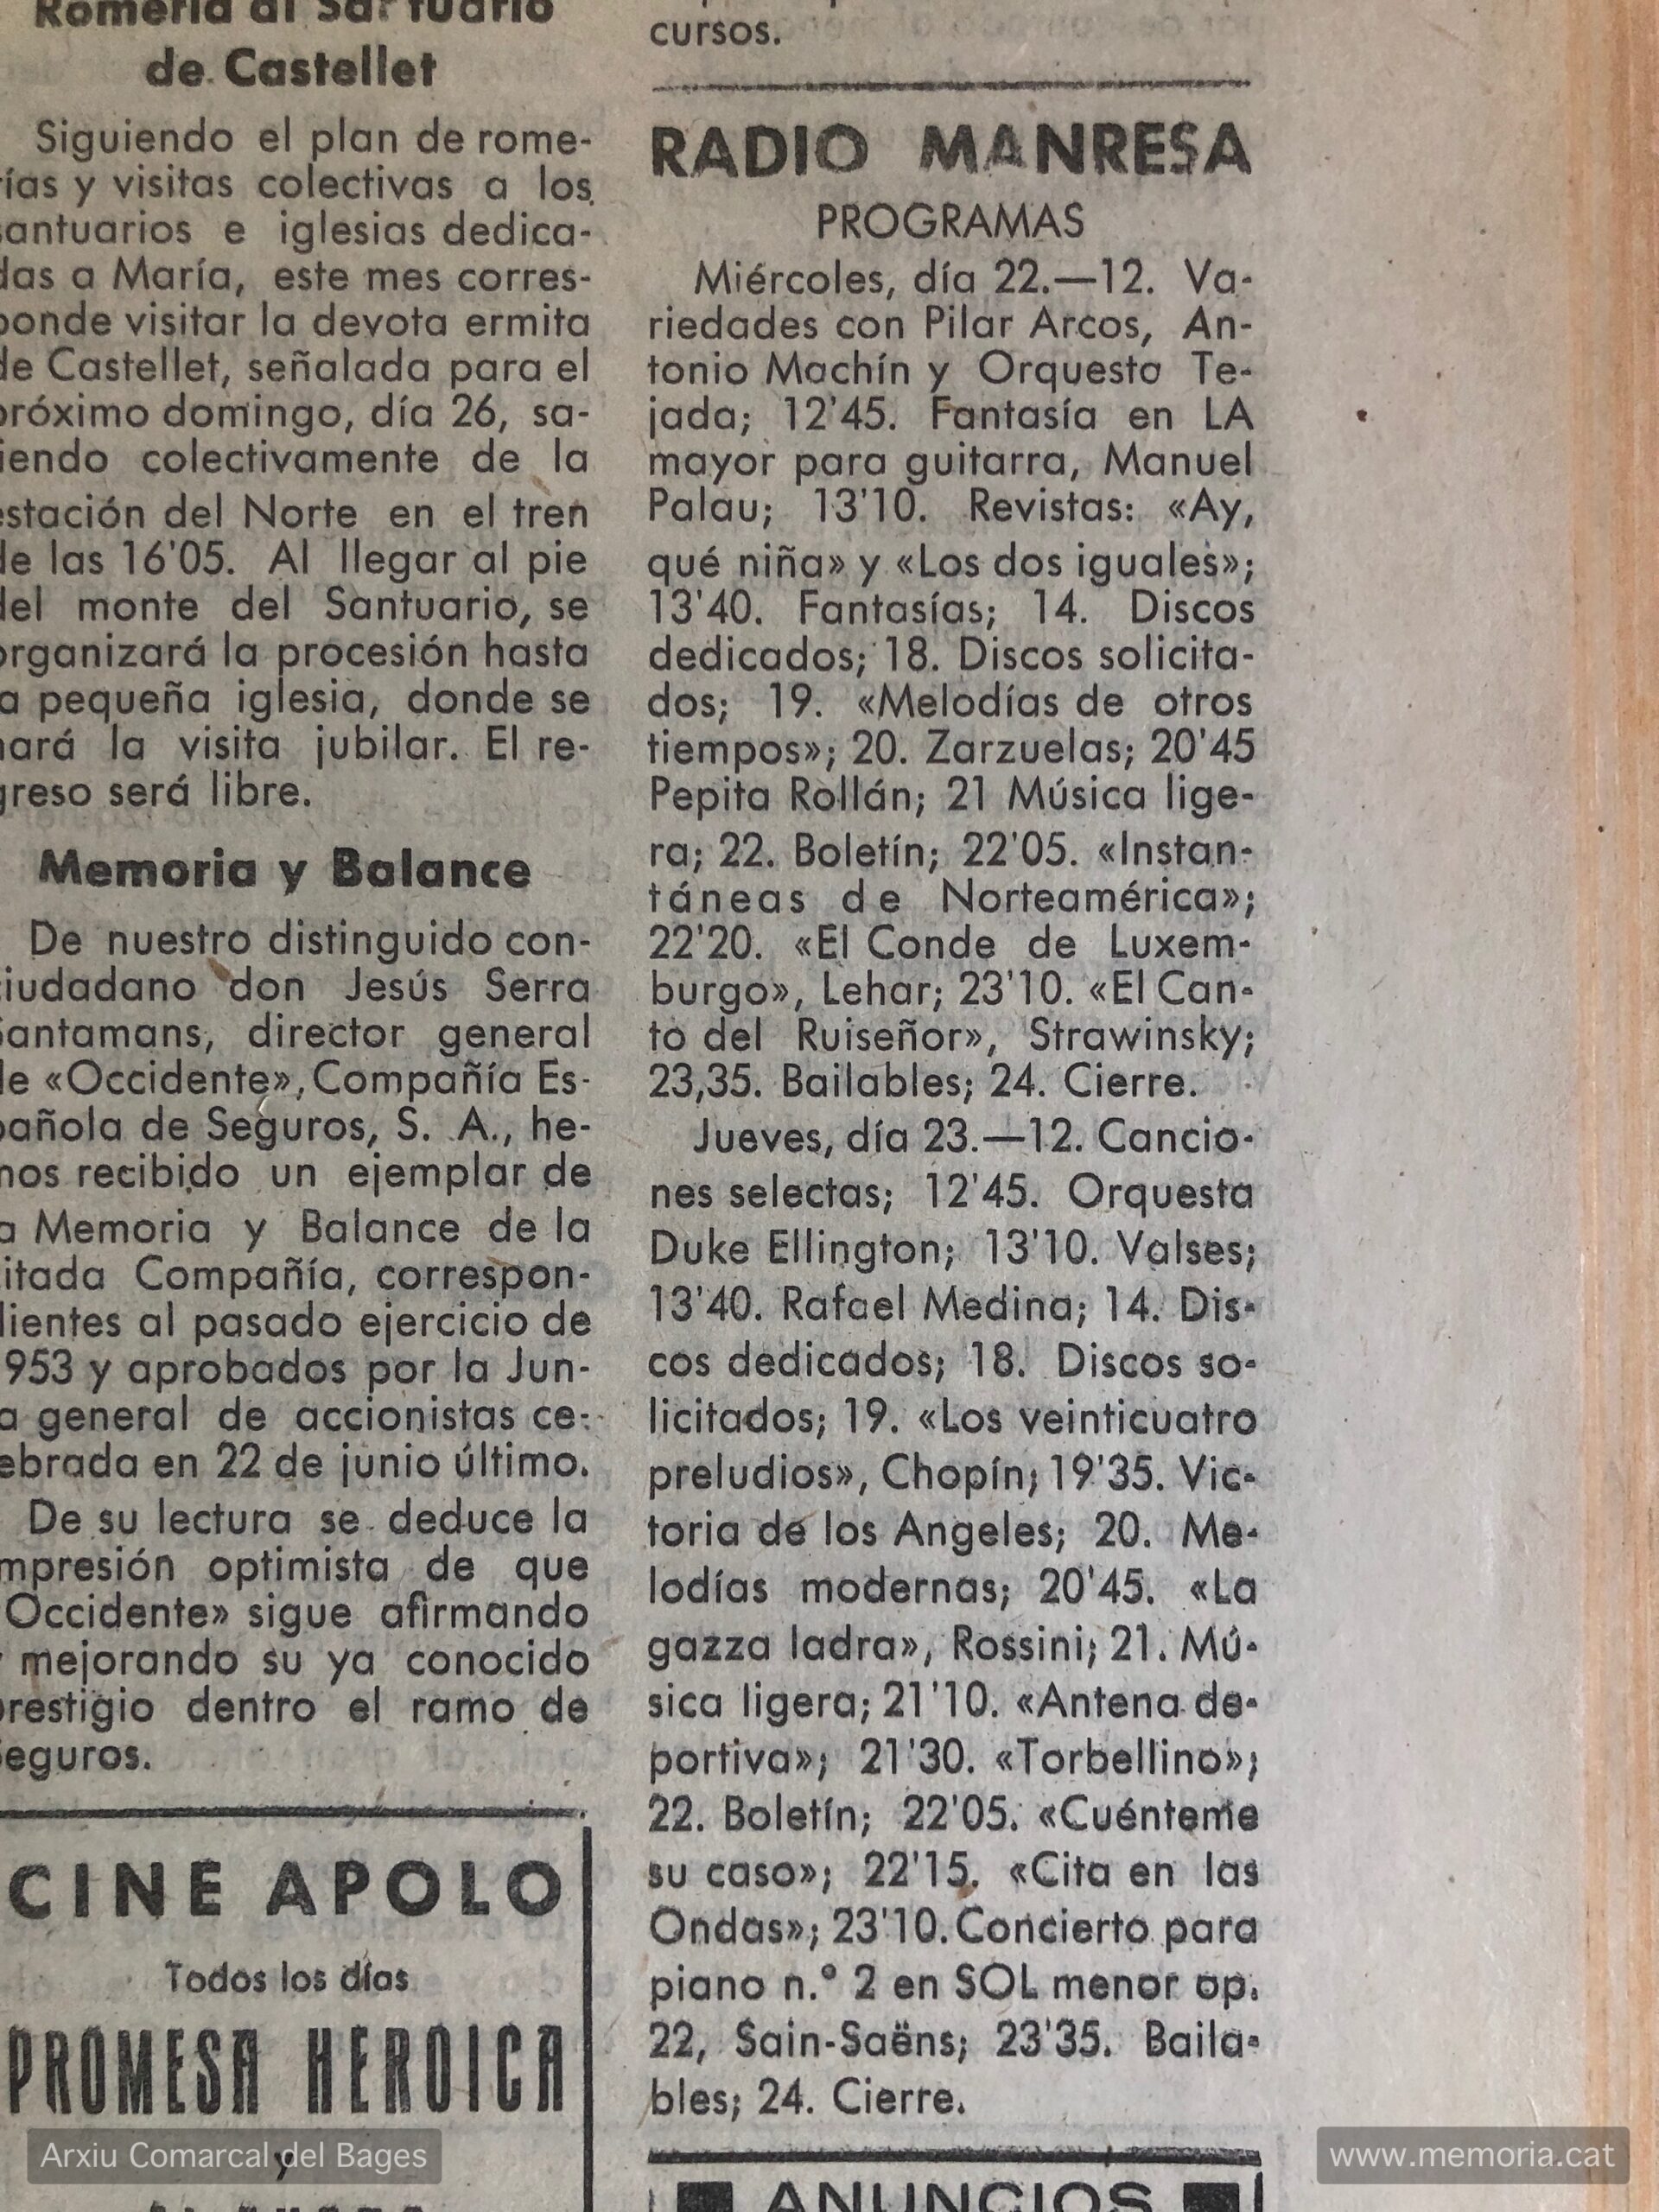 Romería al Santuario
de Castellet
Siguiendo el plan de rome-
rías y visitas colectivas a los
santuarios e iglesias dedica-
das a María, este mes corres-
ponde visitar la devota ermita
de Castellet, señalada para el
próximo domingo, día 26, sa-
liendo colectivamente de la
estación del Norte en el tren
de las 16'05. Al llegar al pie
del monte del Santuario, se
organizará la procesión hasta
la pequeña iglesia, donde se
hará la visita jubilar. El re-
greso será libre.
Memoria y Balance
De nuestro distinguido con-
ciudadano don Jesús Serra
Santamans, director general
de «Occidente», Compañía Es-
pañola de Seguros, S. A., he-
mos recibido un ejemplar de
la Memoria y Balance de la
citada Compañía, correspon-
dientes al pasado ejercicio de
1953 y aprobados por la Jun-
ta general de accionistas ce-
lebrada en 22 de junio último.
De su lectura se deduce la
impresión optimista de que
«Occidente» sigue afirmando
y mejorando su ya conocido
prestigio dentro el ramo de
Seguros.
CINE APOLO
Todos los días
PROMESA HEROICA
y
cursos.
RADIO MANRESA
PROGRAMAS
Miércoles, día 22.—12. Va-
riedades con Pilar Arcos, An-
tonio Machín y Orquesta Te-
jada; 12'45. Fantasía en LA
mayor para guitarra, Manuel
Palau; 13'10. Revistas: «Ay,
qué niña» y «Los dos iguales»;
13'40. Fantasías; 14. Discos
dedicados; 18. Discos solicita-
dos; 19. «Melodías de otros
tiempos»; 20. Zarzuelas; 20'45
Pepita Rollán; 21 Música lige-
ra; 22. Boletín; 22'05. «Instan-
táneas de Norteamérica»;
22'20. «El Conde de Luxem-
burgo», Lehar; 23'10. «El Can-
to del Ruiseñor», Strawinsky;
23,35. Bailables; 24. Cierre.
Jueves, día 23.—12. Cancio-
nes selectas; 12'45. Orquesta
Duke Ellington; 13'10. Valses;
13'40. Rafael Medina; 14. Dis-
cos dedicados; 18. Discos so-
licitados; 19. «Los veinticuatro
preludios», Chopín; 19'35. Vic-
toria de los Angeles; 20. Me-
lodías modernas; 20'45. «La
gazza ladra», Rossini; 21. Mú-
sica ligera; 21'10. «Antena de-
portiva»; 21'30. «Torbellino»;
22. Boletín; 22'05. «Cuénteme
su caso»; 22'15. «Cita en las
Ondas»; 23'10. Concierto para
piano n.º 2 en SOL menor op.
22, Sain-Saëns; 23'35. Baila-
bles; 24. Cierre.
ANUNCIOS
Arxiu Comarcal del Bages
www.memoria.cat